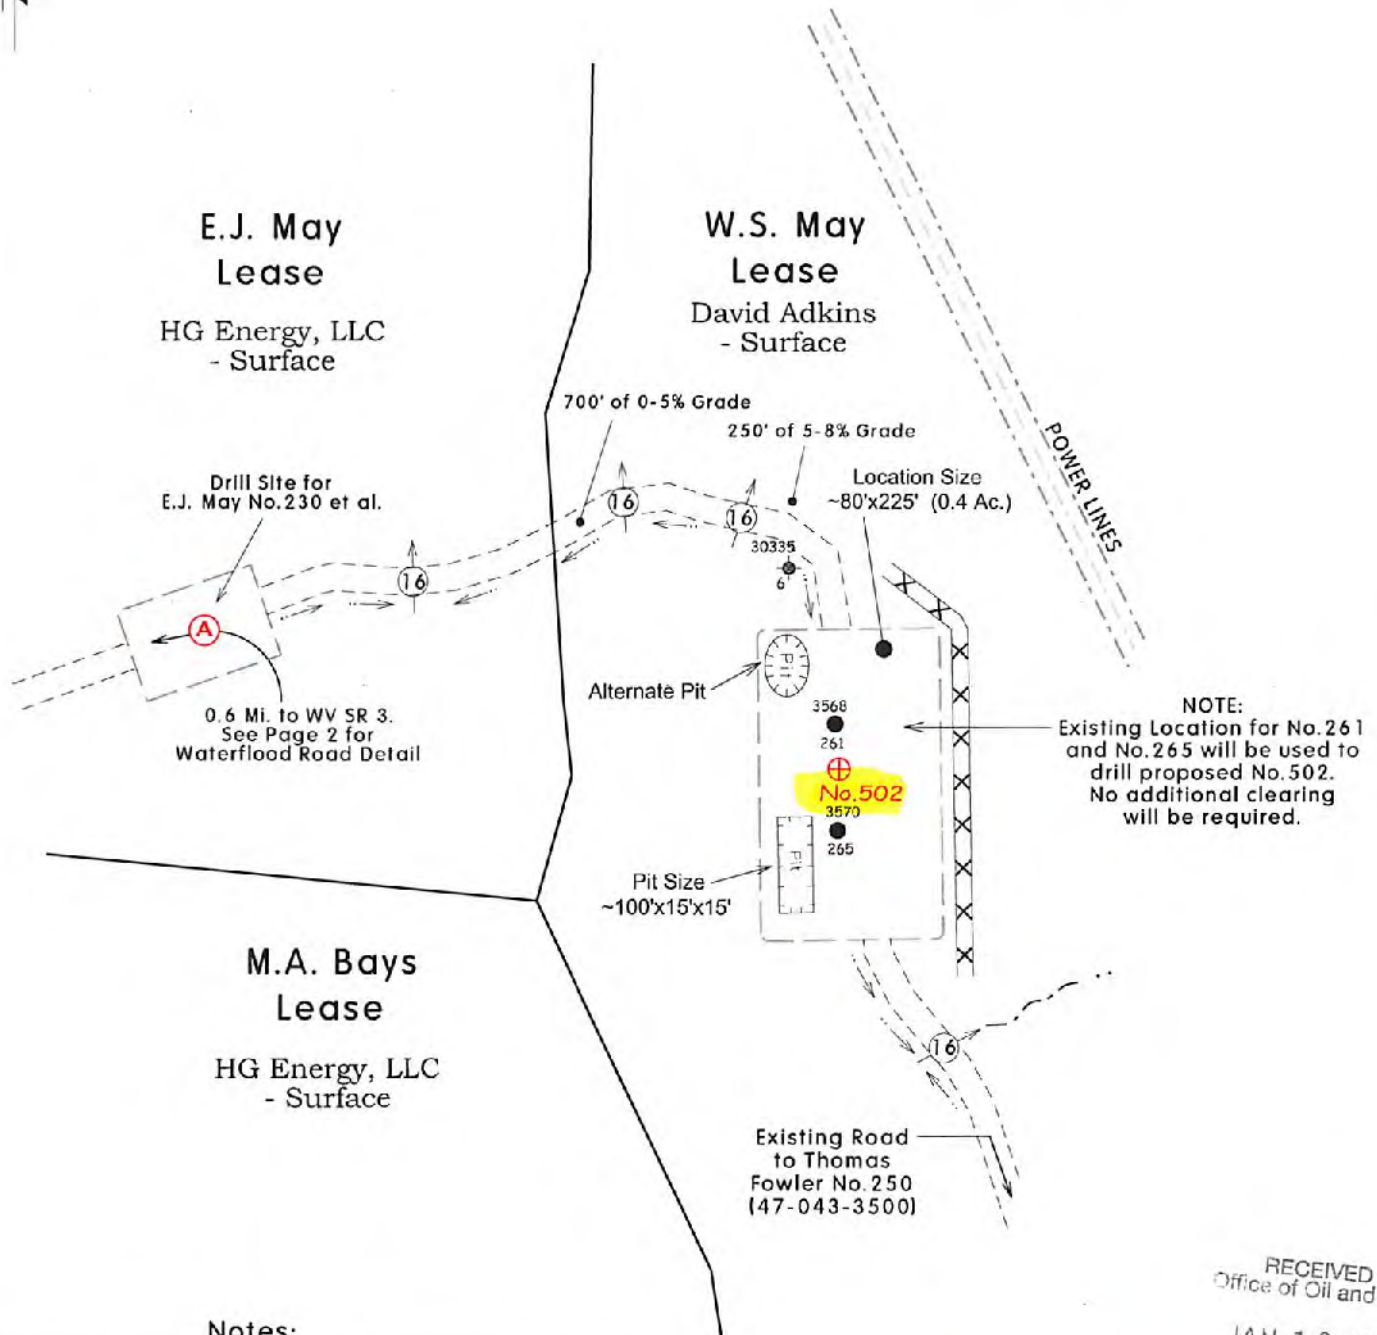 E.J. May
Lease
HG Energy, LLC
- Surface
W.S. May
Lease
David Adkins
- Surface
700' of 0-5% Grade
250' of 5-8% Grade
POWER LINES
Drill Site for
E.J. May No.230 et al.
Location Size
~80'x225' (0.4 Ac.)
16
16
16
30335
6
A
Pit
Alternate Pit
0.6 Mi. to WV SR 3.
See Page 2 for
Waterflood Road Detail
3568
261
No.502
3570
265
NOTE:
Existing Location for No.261
and No.265 will be used to
drill proposed No.502.
No additional clearing
will be required.
Pit
Pit Size
~100'x15'x15'
M.A. Bays
Lease
HG Energy, LLC
- Surface
16
Existing Road
to Thomas
Fowler No.250
(47-043-3500)
RECEIVED
Office of Oil and
Notes:
JAN